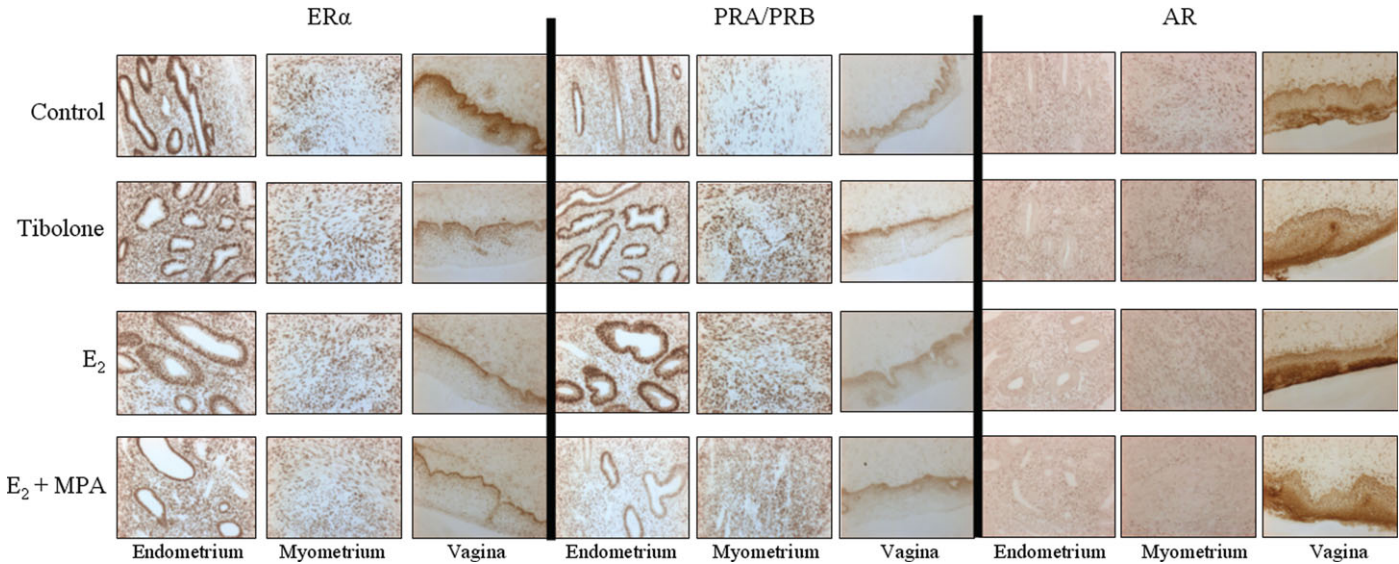 ERα PRA/PRB AR
Control
Tibolone
E₂
E₂ + MPA
Endometrium Myometrium Vagina Endometrium Myometrium Vagina Endometrium Myometrium Vagina